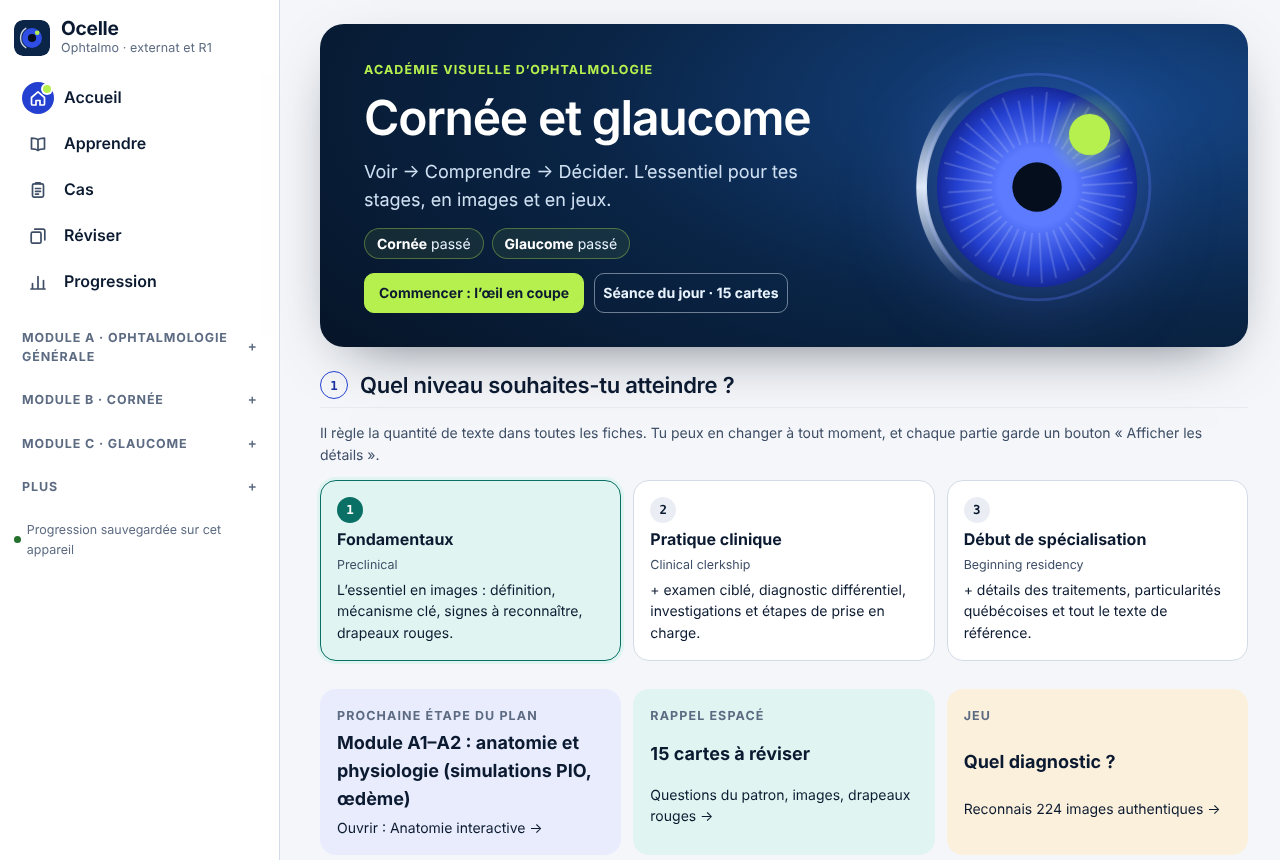 Ocelle
Ophtalmo · externat et R1
Accueil
Apprendre
Cas
Réviser
Progression
MODULE A · OPHTALMOLOGIE
GÉNÉRALE +
MODULE B · CORNÉE +
MODULE C · GLAUCOME +
PLUS +
Progression sauvegardée sur cet
appareil
ACADÉMIE VISUELLE D’OPHTALMOLOGIE
Cornée et glaucome
Voir → Comprendre → Décider. L’essentiel pour tes
stages, en images et en jeux.
Cornée passé Glaucome passé
Commencer : l’œil en coupe Séance du jour · 15 cartes
1 Quel niveau souhaites-tu atteindre ?
Il règle la quantité de texte dans toutes les fiches. Tu peux en changer à tout moment, et chaque partie garde un bouton « Afficher les
détails ».
1
Fondamentaux
Preclinical
L’essentiel en images : définition,
mécanisme clé, signes à reconnaître,
drapeaux rouges.
2
Pratique clinique
Clinical clerkship
+ examen ciblé, diagnostic différentiel,
investigations et étapes de prise en
charge.
3
Début de spécialisation
Beginning residency
+ détails des traitements, particularités
québécoises et tout le texte de
référence.
PROCHAINE ÉTAPE DU PLAN
Module A1–A2 : anatomie et
physiologie (simulations PIO,
œdème)
Ouvrir : Anatomie interactive →
RAPPEL ESPACÉ
15 cartes à réviser
Questions du patron, images, drapeaux
rouges →
JEU
Quel diagnostic ?
Reconnais 224 images authentiques →